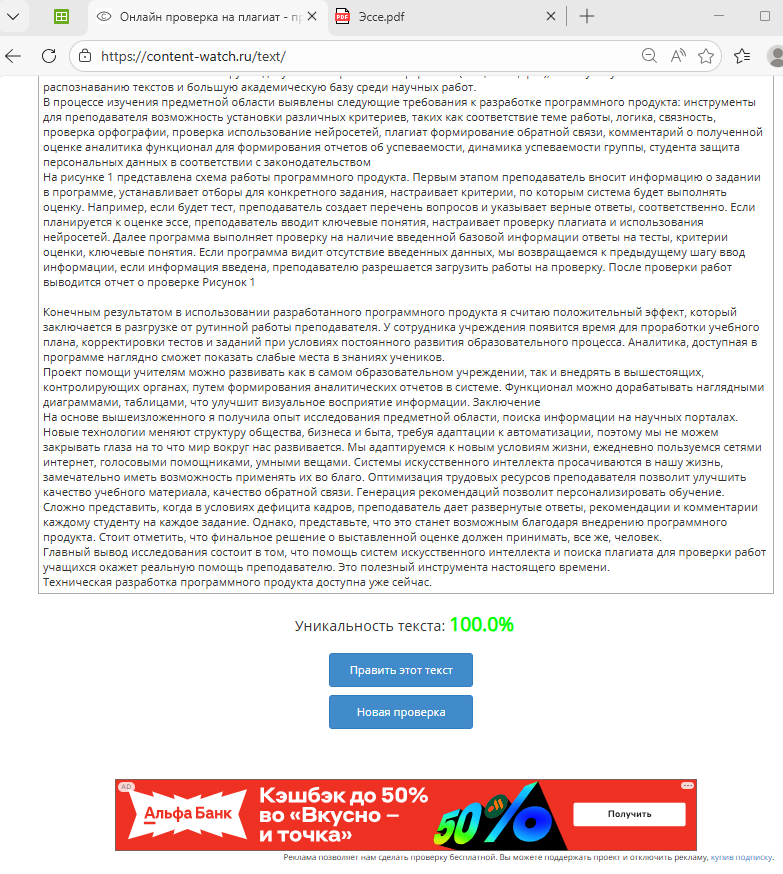 Онлайн проверка на плагиат - пр
Эссе.pdf
https://content-watch.ru/text/
распознаванию текстов и большую академическую базу среди научных работ.
В процессе изучения предметной области выявлены следующие требования к разработке программного продукта: инструменты
для преподавателя возможность установки различных критериев, таких как соответствие теме работы, логика, связность,
проверка орфографии, проверка использование нейросетей, плагиат формирование обратной связи, комментарий о полученной
оценке аналитика функционал для формирования отчетов об успеваемости, динамика успеваемости группы, студента защита
персональных данных в соответствии с законодательством
На рисунке 1 представлена схема работы программного продукта. Первым этапом преподаватель вносит информацию о задании
в программе, устанавливает отборы для конкретного задания, настраивает критерии, по которым система будет выполнять
оценку. Например, если будет тест, преподаватель создает перечень вопросов и указывает верные ответы, соответственно. Если
планируется к оценке эссе, преподаватель вводит ключевые понятия, настраивает проверку плагиата и использования
нейросетей. Далее программа выполняет проверку на наличие введенной базовой информации ответы на тесты, критерии
оценки, ключевые понятия. Если программа видит отсутствие введенных данных, мы возвращаемся к предыдущему шагу ввод
информации, если информация введена, преподавателю разрешается загрузить работы на проверку. После проверки работ
выводится отчет о проверке Рисунок 1
Конечным результатом в использовании разработанного программного продукта я считаю положительный эффект, который
заключается в разгрузке от рутинной работы преподавателя. У сотрудника учреждения появится время для проработки учебного
плана, корректировки тестов и заданий при условиях постоянного развития образовательного процесса. Аналитика, доступная в
программе наглядно сможет показать слабые места в знаниях учеников.
Проект помощи учителям можно развивать как в самом образовательном учреждении, так и внедрять в вышестоящих,
контролирующих органах, путем формирования аналитических отчетов в системе. Функционал можно дорабатывать наглядными
диаграммами, таблицами, что улучшит визуальное восприятие информации. Заключение
На основе вышеизложенного я получила опыт исследования предметной области, поиска информации на научных порталах.
Новые технологии меняют структуру общества, бизнеса и быта, требуя адаптации к автоматизации, поэтому мы не можем
закрывать глаза на то что мир вокруг нас развивается. Мы адаптируемся к новым условиям жизни, ежедневно пользуемся сетями
интернет, голосовыми помощниками, умными вещами. Системы искусственного интеллекта просачиваются в нашу жизнь,
замечательно иметь возможность применять их во благо. Оптимизация трудовых ресурсов преподавателя позволит улучшить
качество учебного материала, качество обратной связи. Генерация рекомендаций позволит персонализировать обучение.
Сложно представить, когда в условиях дефицита кадров, преподаватель дает развернутые ответы, рекомендации и комментарии
каждому студенту на каждое задание. Однако, представьте, что это станет возможным благодаря внедрению программного
продукта. Стоит отметить, что финальное решение о выставленной оценке должен принимать, все же, человек.
Главный вывод исследования состоит в том, что помощь систем искусственного интеллекта и поиска плагиата для проверки работ
учащихся окажет реальную помощь преподавателю. Это полезный инструмента настоящего времени.
Техническая разработка программного продукта доступна уже сейчас.
Уникальность текста: 100.0%
Править этот текст
Новая проверка
AD
Альфа Банк
Кэшбэк до 50%
во «Вкусно –
и точка»
50%
Получить
Реклама позволяет нам сделать проверку бесплатной. Вы можете поддержать проект и отключить рекламу, купив подписку.